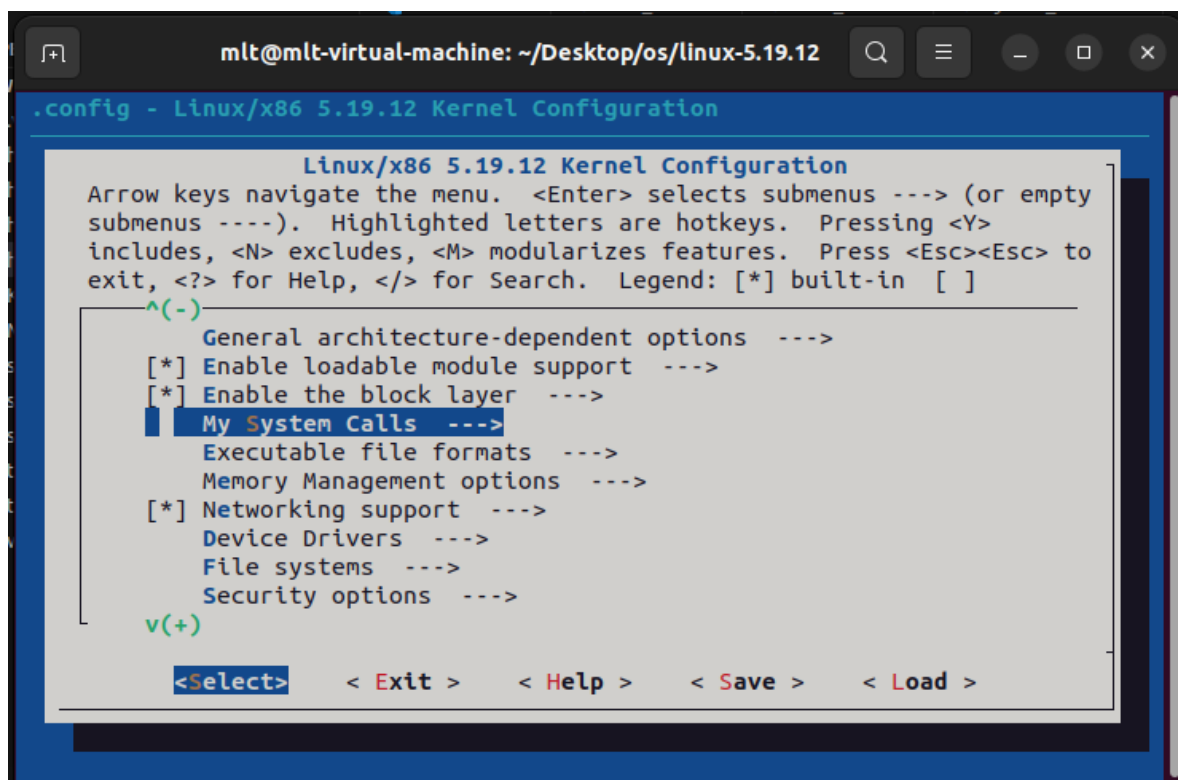 mlt@mlt-virtual-machine: ~/Desktop/os/linux-5.19.12
.config - Linux/x86 5.19.12 Kernel Configuration
Linux/x86 5.19.12 Kernel Configuration
Arrow keys navigate the menu.  <Enter> selects submenus ---> (or empty
submenus ----).  Highlighted letters are hotkeys.  Pressing <Y>
includes, <N> excludes, <M> modularizes features.  Press <Esc><Esc> to
exit, <?> for Help, </> for Search.  Legend: [*] built-in  [ ]
^(-)
General architecture-dependent options  --->
[*] Enable loadable module support  --->
[*] Enable the block layer  --->
My System Calls  --->
Executable file formats  --->
Memory Management options  --->
[*] Networking support  --->
Device Drivers  --->
File systems  --->
Security options  --->
v(+)
<Select>    < Exit >    < Help >    < Save >    < Load >